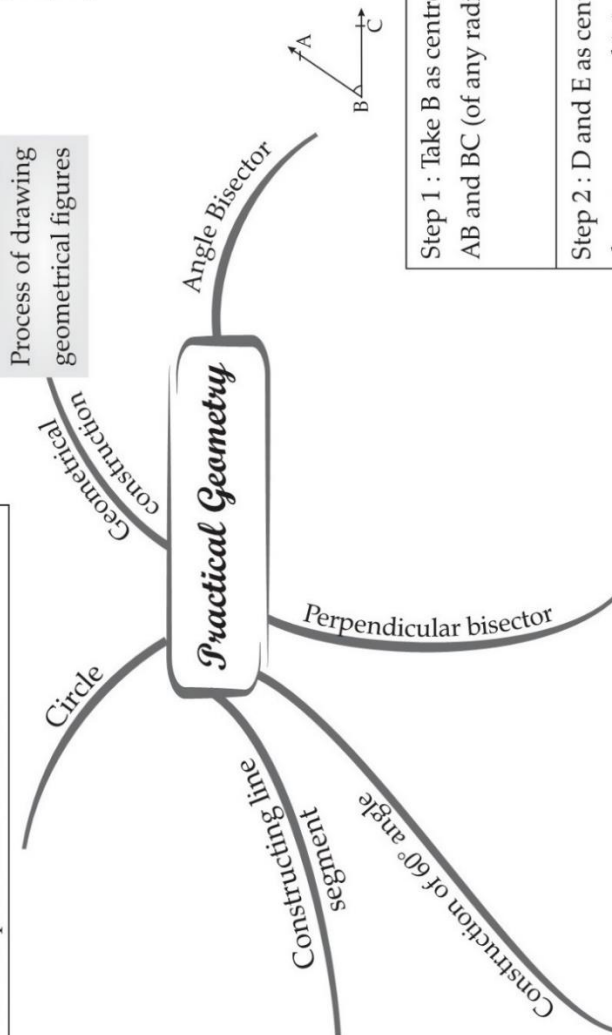 Process of drawing
geometrical figures
Geometrical
construction
Angle Bisector
A
B
C
Step 1 : Take B as centr
AB and BC (of any radi
Step 2 : D and E as cen
Practical Geometry
Circle
Constructing line
segment
Construction of 60° angle
Perpendicular bisector